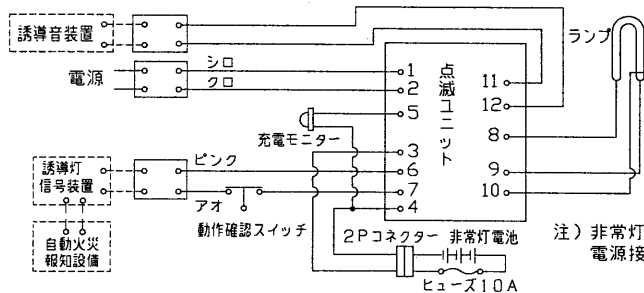 誘導音装置
電源
シロ
クロ
点滅ユニット
1
2
5
3
6
7
4
11
12
8
9
10
ランプ
充電モニター
誘導灯
信号装置
ピンク
アオ
動作確認スイッチ
自動火災
報知設備
2Pコネクター 非常灯電池
ヒューズ10A
注)非常灯
電源接